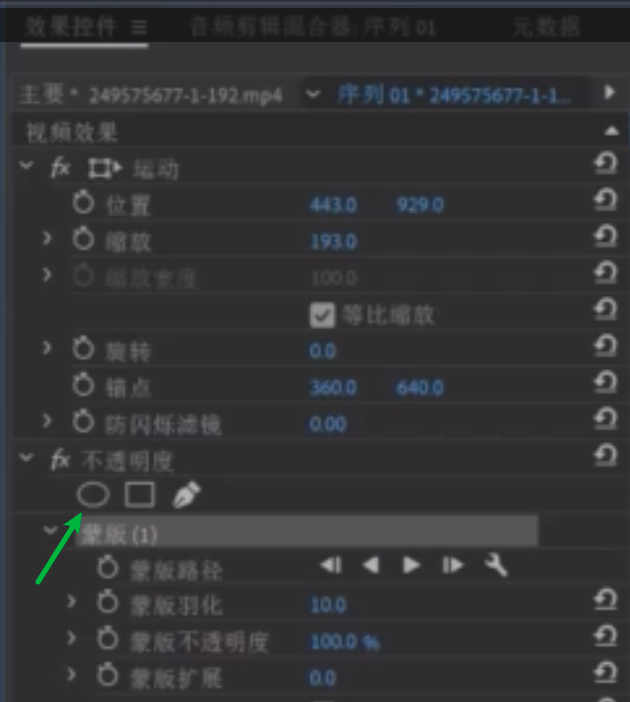 效果控件 音频剪辑混合器: 序列 01 元数据
主要 * 249575677-1-192.mp4 序列 01 * 249575677-1-1...
视频效果
fx 运动
位置 443.0 929.0
缩放 193.0
缩放宽度 100.0
等比缩放
旋转 0.0
锚点 360.0 640.0
防闪烁滤镜 0.00
fx 不透明度
蒙版 (1)
蒙版路径
蒙版羽化 10.0
蒙版不透明度 100.0 %
蒙版扩展 0.0